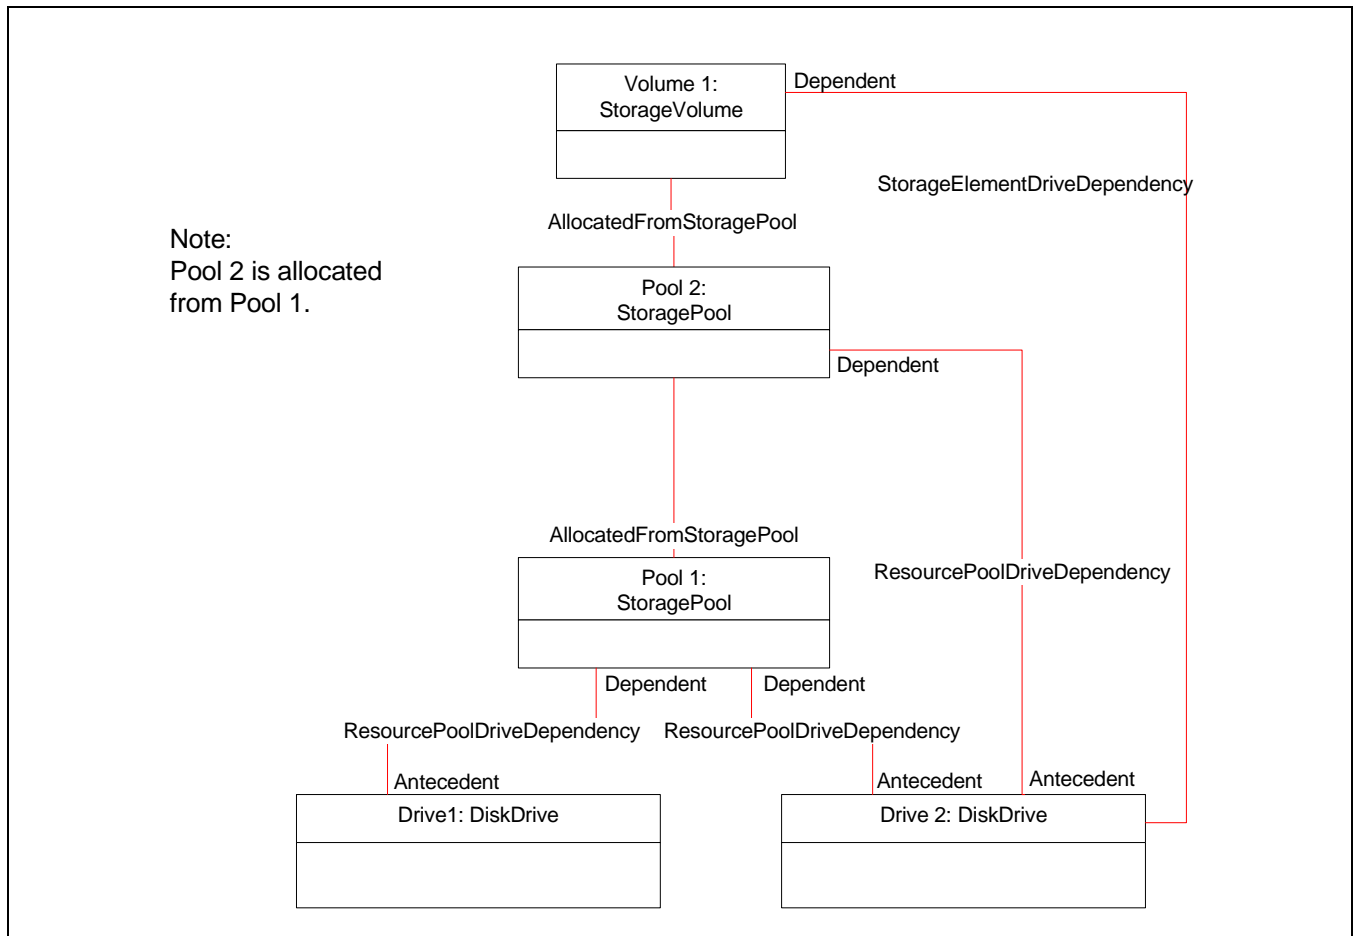 Volume 1:
StorageVolume
Dependent
StorageElementDriveDependency
AllocatedFromStoragePool
Note:
Pool 2 is allocated
from Pool 1.
Pool 2:
StoragePool
Dependent
AllocatedFromStoragePool
ResourcePoolDriveDependency
Pool 1:
StoragePool
Dependent
Dependent
ResourcePoolDriveDependency
ResourcePoolDriveDependency
Antecedent
Antecedent
Antecedent
Drive1: DiskDrive
Drive 2: DiskDrive